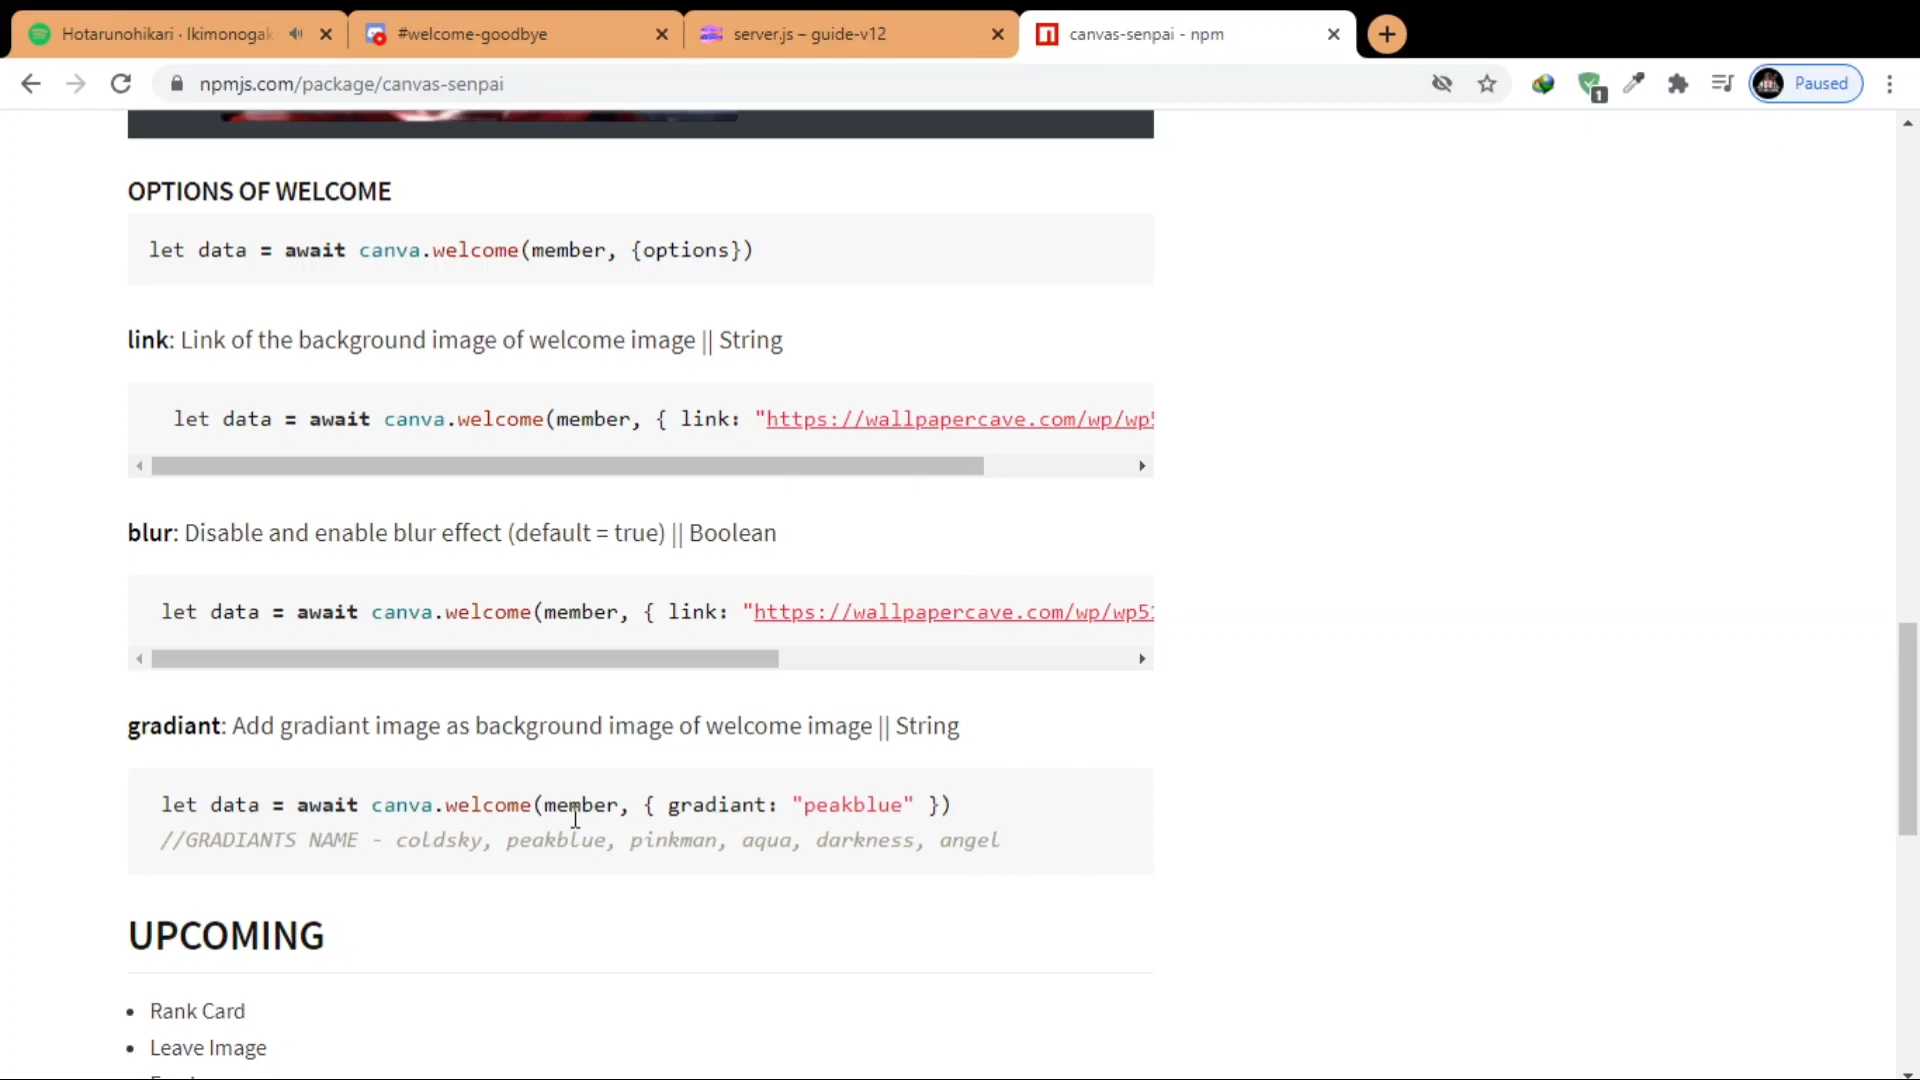 Hotarunohikari · Ikimonogak
#welcome-goodbye
server.js – guide-v12
canvas-senpai - npm
npmjs.com/package/canvas-senpai
1
Paused
OPTIONS OF WELCOME
let data = await canva.welcome(member, {options})
link: Link of the background image of welcome image || String
let data = await canva.welcome(member, { link: "https://wallpapercave.com/wp/wp5
blur: Disable and enable blur effect (default = true) || Boolean
let data = await canva.welcome(member, { link: "https://wallpapercave.com/wp/wp51
gradiant: Add gradiant image as background image of welcome image || String
let data = await canva.welcome(member, { gradiant: "peakblue" })
//GRADIANTS NAME - coldsky, peakblue, pinkman, aqua, darkness, angel
UPCOMING
• Rank Card
• Leave Image